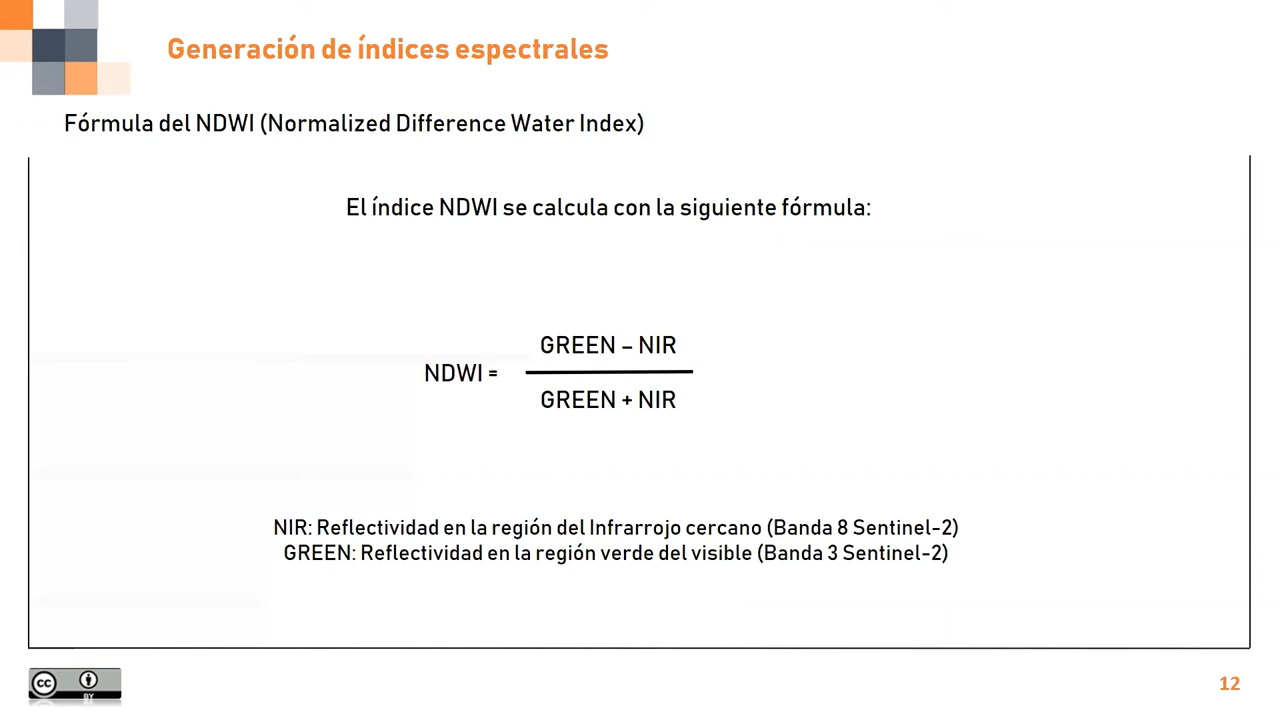 Generación de índices espectrales
Fórmula del NDWI (Normalized Difference Water Index)
El índice NDWI se calcula con la siguiente fórmula:
GREEN – NIR
NDWI =
GREEN + NIR
NIR: Reflectividad en la región del Infrarrojo cercano (Banda 8 Sentinel-2)
GREEN: Reflectividad en la región verde del visible (Banda 3 Sentinel-2)
cc
BY
12